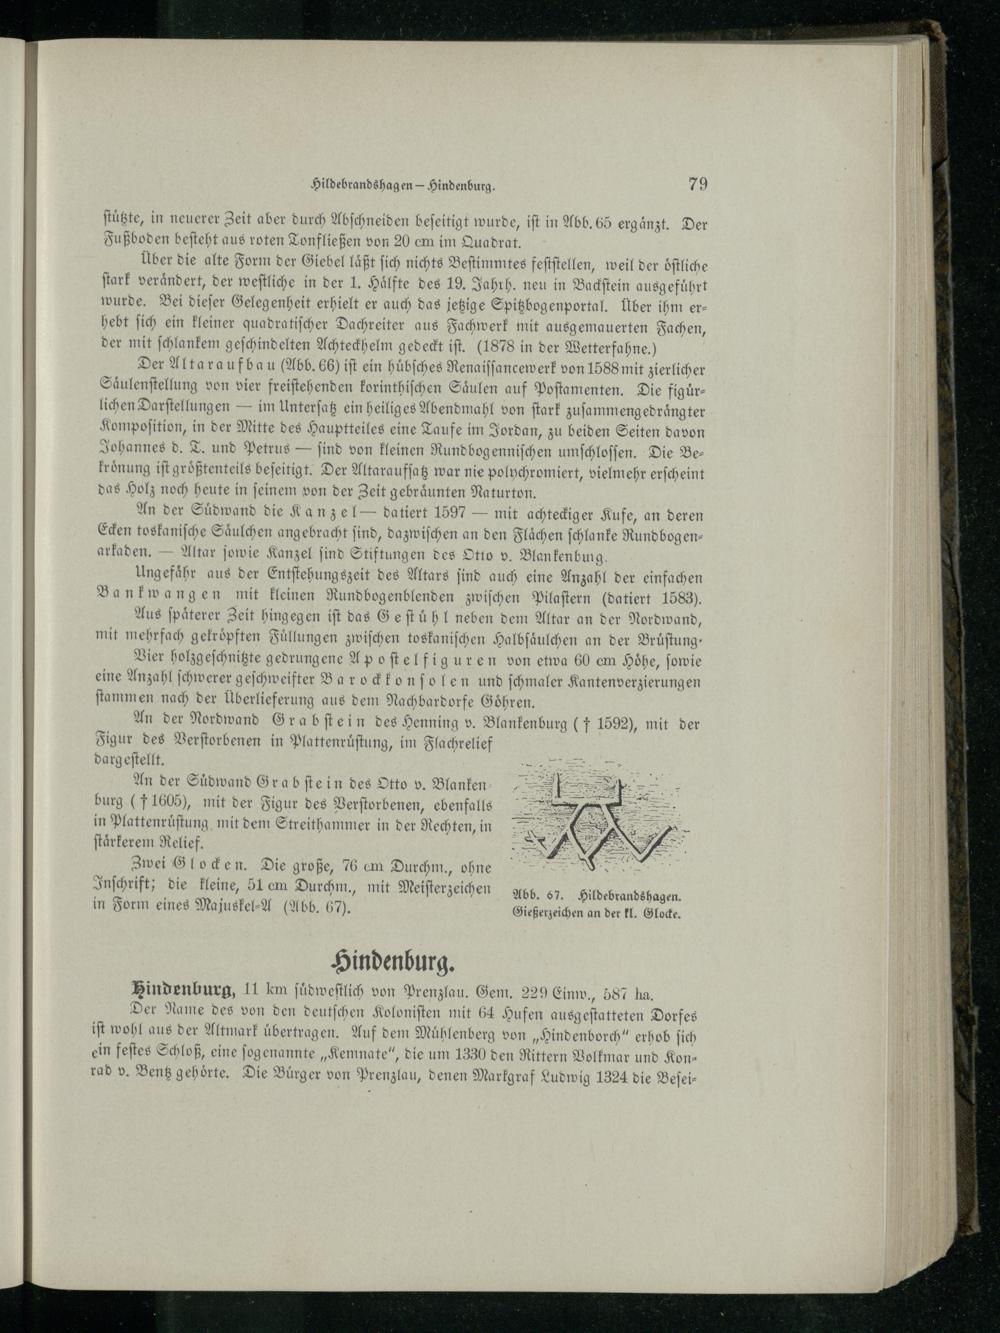 Hildebrandshagen — Hindenburg. 79
stützte, in neuerer Zeit aber durch Abschneiden beseitigt wurde, ist in Abb. 65 ergänzt. Der
Fußboden besteht aus roten Tonfließen von 20 cm im Quadrat.
Über die alte Form der Giebel läßt sich nichts Bestimmtes feststellen, weil der östliche
stark verändert, der westliche in der 1. Hälfte des 19. Jahrh. neu in Backstein ausgeführt
wurde. Bei dieser Gelegenheit erhielt er auch das jetzige Spitzbogenportal. Über ihm er-
hebt sich ein kleiner quadratischer Dachreiter aus Fachwerk mit ausgemauerten Fachen,
der mit schlankem geschindelten Achteckhelm gedeckt ist. (1878 in der Wetterfahne.)
Der Altaraufbau (Abb. 66) ist ein hübsches Renaissancewerk von 1588 mit zierlicher
Säulenstellung von vier freistehenden korinthischen Säulen auf Postamenten. Die figür-
lichen Darstellungen — im Untersatz ein heiliges Abendmahl von stark zusammengedrängter
Komposition, in der Mitte des Hauptteiles eine Taufe im Jordan, zu beiden Seiten davon
Johannes d. T. und Petrus — sind von kleinen Rundbogennischen umschlossen. Die Be-
krönung ist größtenteils beseitigt. Der Altaraufsatz war nie polychromiert, vielmehr erscheint
das Holz noch heute in seinem von der Zeit gebräunten Naturton.
An der Südwand die Kanzel — datiert 1597 — mit achteckiger Kufe, an deren
Ecken toskanische Säulchen angebracht sind, dazwischen an den Flächen schlanke Rundbogen-
arkaden. — Altar sowie Kanzel sind Stiftungen des Otto v. Blankenburg.
Ungefähr aus der Entstehungszeit des Altars sind auch eine Anzahl der einfachen
Bankwangen mit kleinen Rundbogenblenden zwischen Pilastern (datiert 1583).
Aus späterer Zeit hingegen ist das Gestühl neben dem Altar an der Nordwand,
mit mehrfach gekröpften Füllungen zwischen toskanischen Halbsäulchen an der Brüstung.
Vier holzgeschnitzte gedrungene Apostelfiguren von etwa 60 cm Höhe, sowie
eine Anzahl schwerer geschweifter Barockkonsolen und schmaler Kantenverzierungen
stammen nach der Überlieferung aus dem Nachbardorfe Göhren.
An der Nordwand Grabstein des Henning v. Blankenburg († 1592), mit der
Figur des Verstorbenen in Plattenrüstung, im Flachrelief
dargestellt.
An der Südwand Grabstein des Otto v. Blanken
burg († 1605), mit der Figur des Verstorbenen, ebenfalls
in Plattenrüstung, mit dem Streithammer in der Rechten, in
stärkerem Relief.
Zwei Glocken. Die große, 76 cm Durchm., ohne
Inschrift; die kleine, 51 cm Durchm., mit Meisterzeichen
in Form eines Majuskel-A (Abb. 67).
Abb. 67. Hildebrandshagen.
Gießerzeichen an der kl. Glocke.
Hindenburg.
Hindenburg, 11 km südwestlich von Prenzlau. Gem. 229 Einw., 587 ha.
Der Name des von den deutschen Kolonisten mit 64 Hufen ausgestatteten Dorfes
ist wohl aus der Altmark übertragen. Auf dem Mühlenberg von „Hindenborch“ erhob sich
ein festes Schloß, eine sogenannte „Kemnate“, die um 1330 den Rittern Volkmar und Kon-
rad v. Bentz gehörte. Die Bürger von Prenzlau, denen Markgraf Ludwig 1324 die Besei-